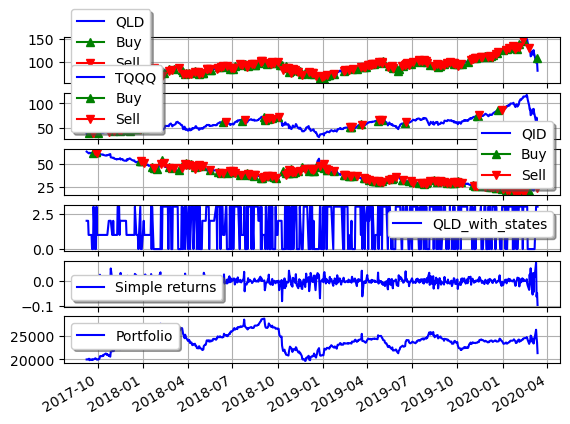 QLD
Buy
Sell
150
100
TQQQ
Buy
Sell
100
50
QID
Buy
Sell
50
25
QLD_with_states
2.5
0.0
Simple returns
0.0
−0.1
Portfolio
25000
20000
2017-10
2018-01
2018-04
2018-07
2018-10
2019-01
2019-04
2019-07
2019-10
2020-01
2020-04